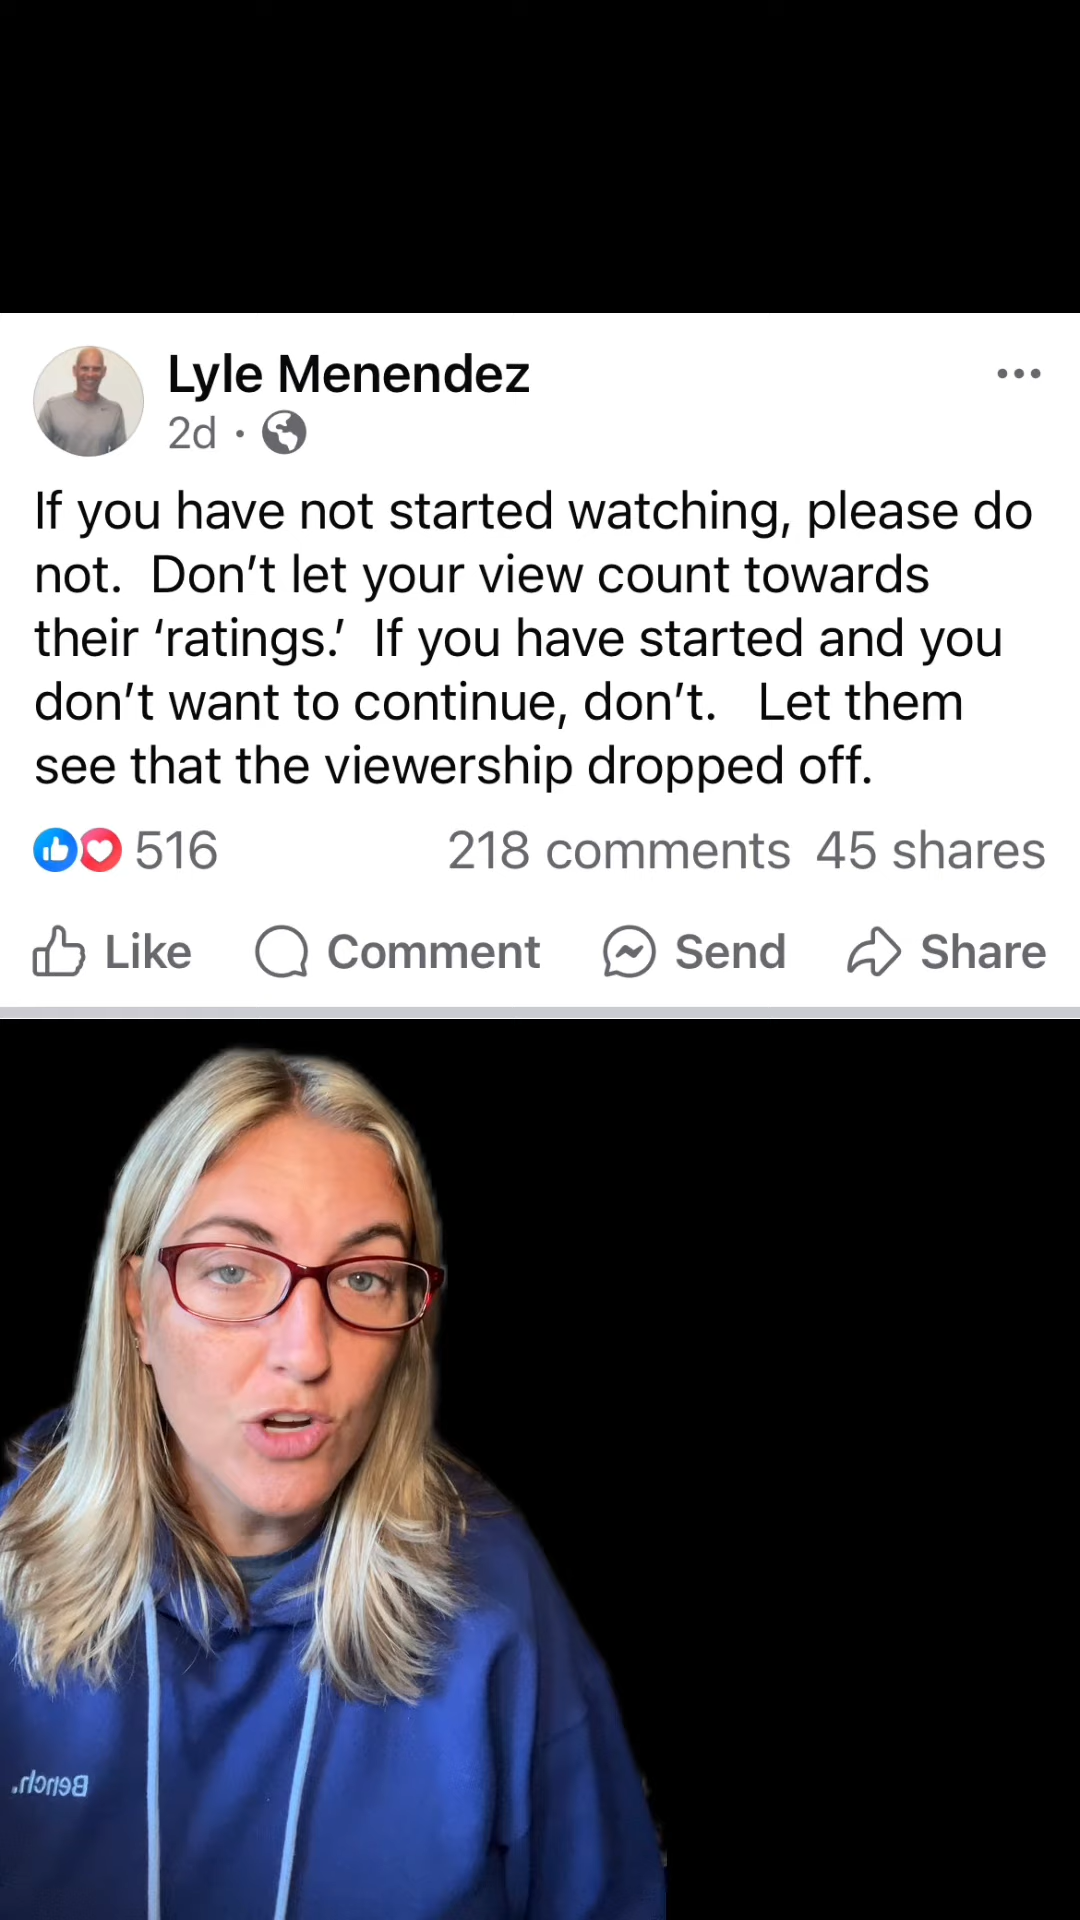 Lyle Menendez
2d ·
If you have not started watching, please do
not.  Don’t let your view count towards
their ‘ratings.’  If you have started and you
don’t want to continue, don’t.   Let them
see that the viewership dropped off.
516 218 comments 45 shares
Like Comment Send Share
Bench.